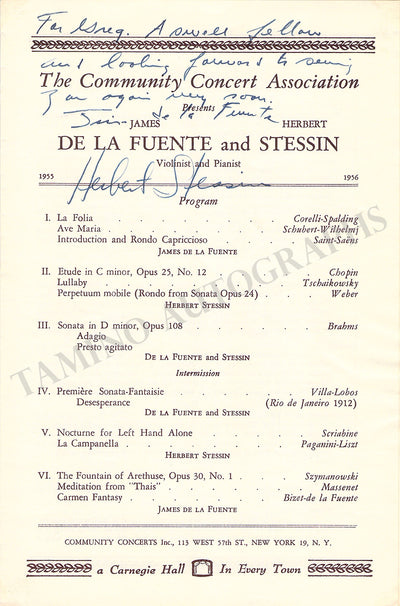 For Greg. A swell fellow
and looking forward to seeing
The Community Concert Association
you again very soon.
Presents
Jim de la Fuente
JAMES HERBERT
DE LA FUENTE and STESSIN
Violinist and Pianist
Herbert Stessin
1955 1956
Program
I. La Folia . . . . . . . . Corelli-Spalding
Ave Maria . . . . . . . . Schubert-Wilhelmj
Introduction and Rondo Capriccioso . . . . . Saint-Saëns
JAMES DE LA FUENTE
II. Etude in C minor, Opus 25, No. 12 . . . . . Chopin
Lullaby . . . . . . . . Tschaikowsky
Perpetuum mobile (Rondo from Sonata Opus 24) . . . Weber
HERBERT STESSIN
III. Sonata in D minor, Opus 108 . . . . . . Brahms
Adagio
Presto agitato
DE LA FUENTE and STESSIN
Intermission
IV. Première Sonata-Fantaisie . . . . . Villa-Lobos
Desesperance (Rio de Janeiro 1912)
DE LA FUENTE and STESSIN
V. Nocturne for Left Hand Alone . . . . . Scriabine
La Campanella . . . . . . . Paganini-Liszt
HERBERT STESSIN
VI. The Fountain of Arethuse, Opus 30, No. 1 . . . Szymanowski
Meditation from "Thais" . . . . . . Massenet
Carmen Fantasy . . . . . . Bizet-de la Fuente
JAMES DE LA FUENTE
COMMUNITY CONCERTS Inc., 113 WEST 57th ST., NEW YORK 19, N. Y.
a Carnegie Hall In Every Town
TAMINO AUTOGRAPHS